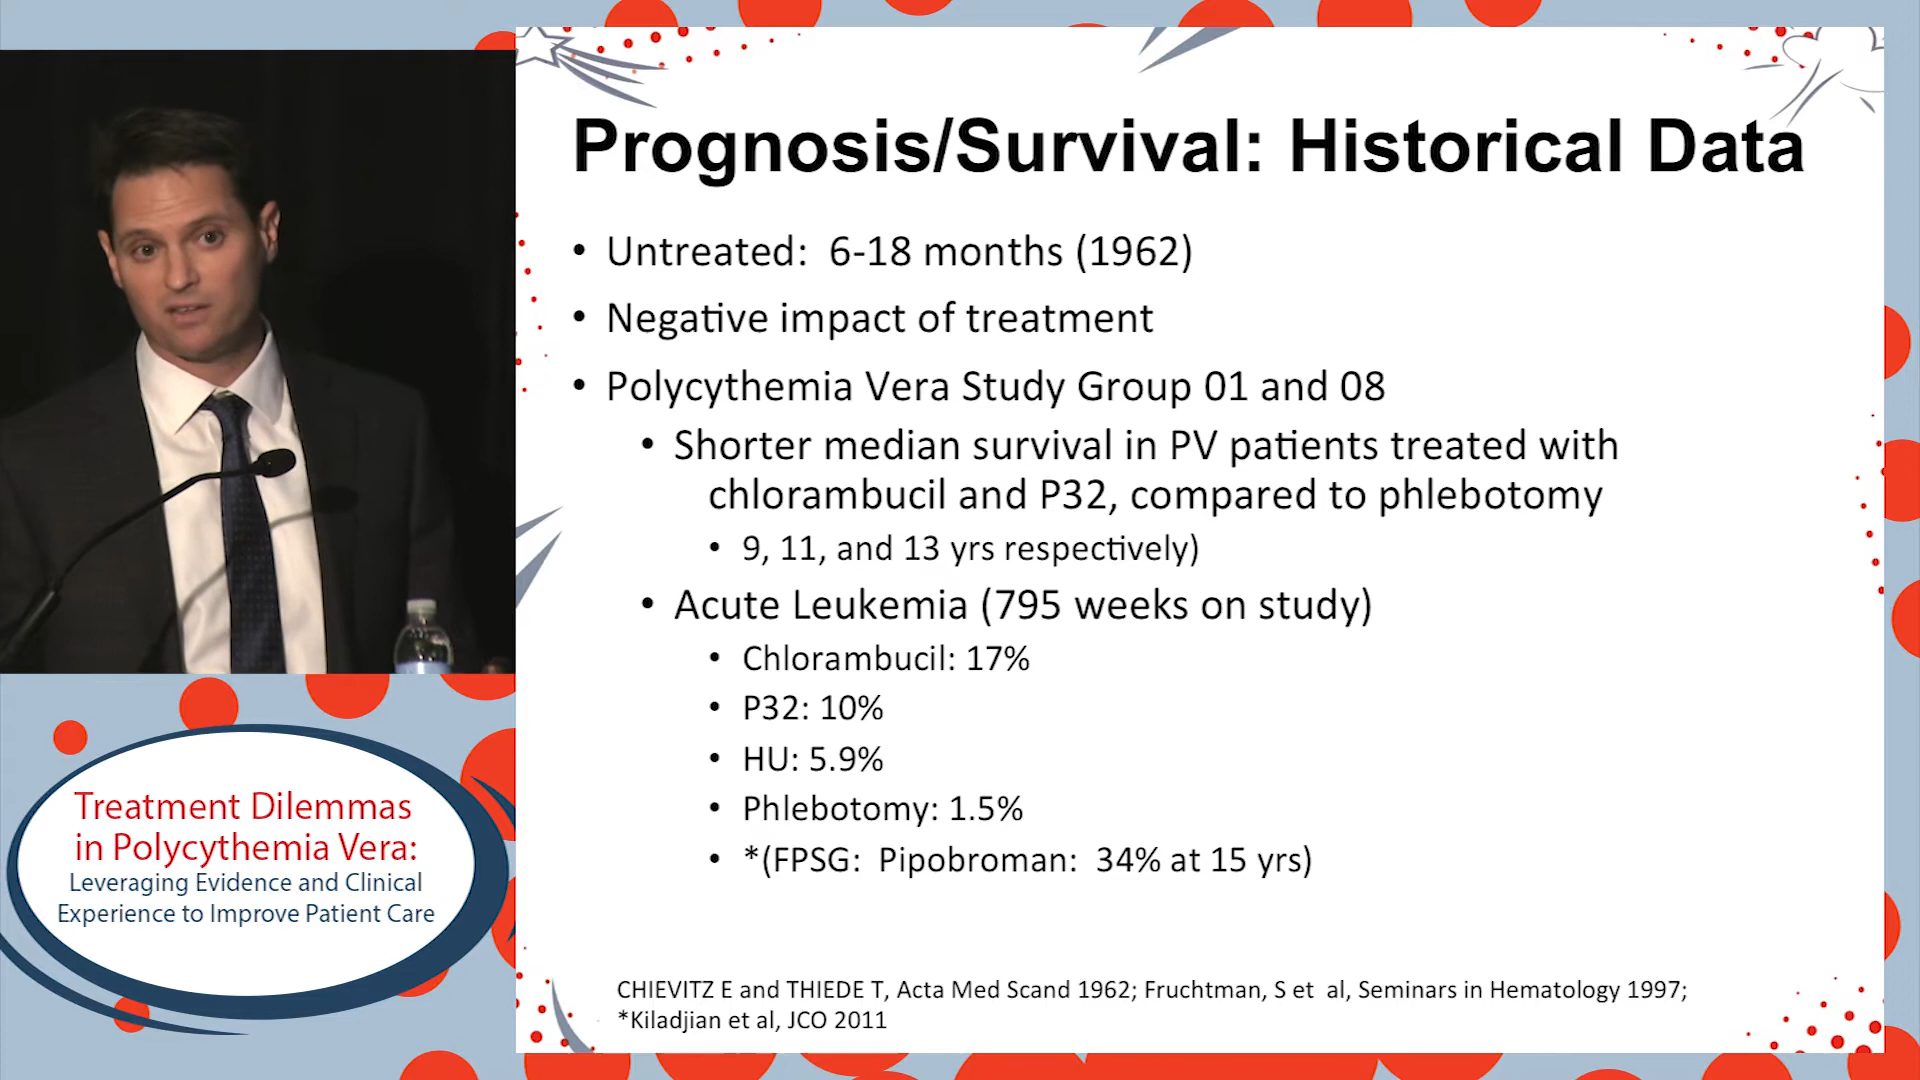 Prognosis/Survival: Historical Data
• Untreated: 6-18 months (1962)
• Negative impact of treatment
• Polycythemia Vera Study Group 01 and 08
• Shorter median survival in PV patients treated with
chlorambucil and P32, compared to phlebotomy
• 9, 11, and 13 yrs respectively)
• Acute Leukemia (795 weeks on study)
• Chlorambucil: 17%
• P32: 10%
• HU: 5.9%
• Phlebotomy: 1.5%
• *(FPSG: Pipobroman: 34% at 15 yrs)
CHIEVITZ E and THIEDE T, Acta Med Scand 1962; Fruchtman, S et al, Seminars in Hematology 1997;
*Kiladjian et al, JCO 2011
Treatment Dilemmas
in Polycythemia Vera:
Leveraging Evidence and Clinical
Experience to Improve Patient Care